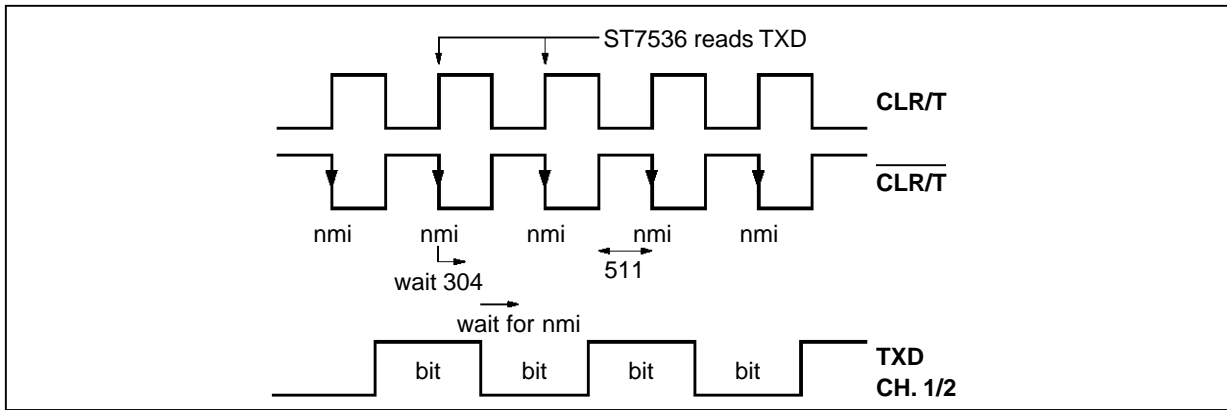 ST7536 reads TXD
CLR/T
CLR/T
nmi nmi nmi nmi nmi
511
wait 304
wait for nmi
bit bit bit bit
TXD
CH. 1/2